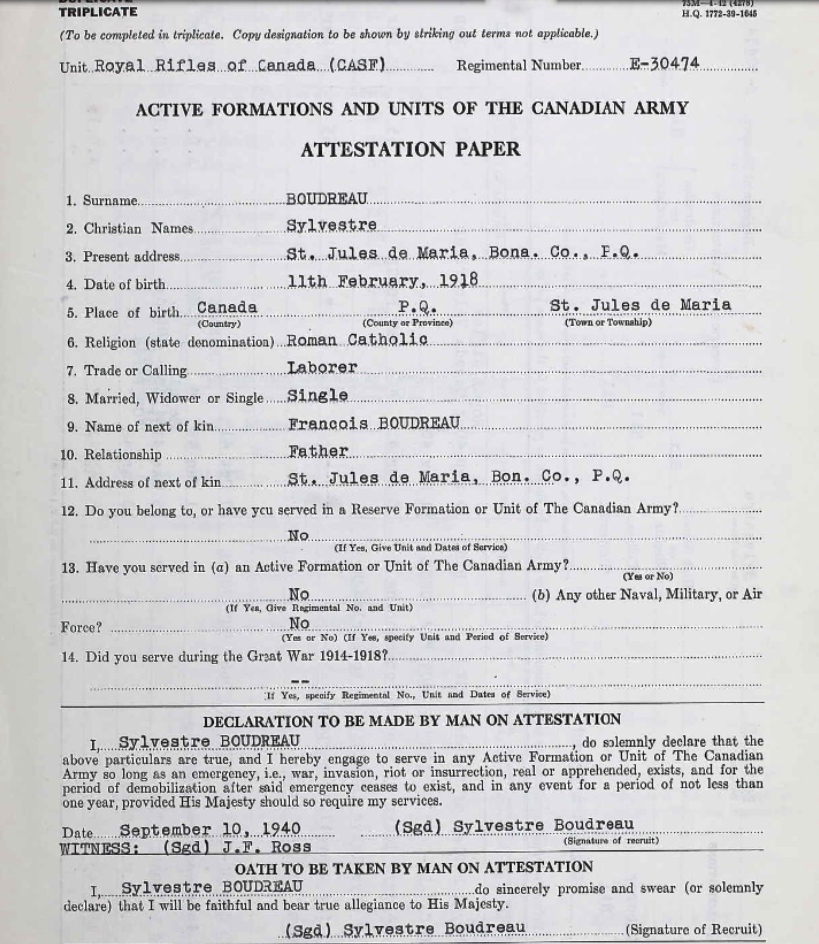 TRIPLICATE
H.Q. 1772-39-1645
(To be completed in triplicate. Copy designation to be shown by striking out terms not applicable.)
Unit Royal Rifles of Canada (CASF) Regimental Number E-30474
ACTIVE FORMATIONS AND UNITS OF THE CANADIAN ARMY
ATTESTATION PAPER
1. Surname BOUDREAU
2. Christian Names Sylvestre
3. Present address St. Jules de Maria, Bona. Co., P.Q.
4. Date of birth 11th February, 1918
5. Place of birth Canada P.Q. St. Jules de Maria
(Country) (County or Province) (Town or Township)
6. Religion (state denomination) Roman Catholic
7. Trade or Calling Laborer
8. Married, Widower or Single Single
9. Name of next of kin Francois BOUDREAU
10. Relationship Father
11. Address of next of kin St. Jules de Maria, Bon. Co., P.Q.
12. Do you belong to, or have you served in a Reserve Formation or Unit of The Canadian Army?
No
(If Yes, Give Unit and Dates of Service)
13. Have you served in (a) an Active Formation or Unit of The Canadian Army?
(Yes or No)
No (b) Any other Naval, Military, or Air
(If Yes, Give Regimental No. and Unit)
Force? No
(Yes or No) (If Yes, specify Unit and Period of Service)
14. Did you serve during the Great War 1914-1918?
--
If Yes, specify Regimental No., Unit and Dates of Service)
DECLARATION TO BE MADE BY MAN ON ATTESTATION
I, Sylvestre BOUDREAU, do solemnly declare that the
above particulars are true, and I hereby engage to serve in any Active Formation or Unit of The Canadian
Army so long as an emergency, i.e., war, invasion, riot or insurrection, real or apprehended, exists, and for the
period of demobilization after said emergency ceases to exist, and in any event for a period of not less than
one year, provided His Majesty should so require my services.
Date September 10, 1940 (Sgd) Sylvestre Boudreau
(Signature of recruit)
WITNESS: (Sgd) J.F. Ross
OATH TO BE TAKEN BY MAN ON ATTESTATION
I, Sylvestre BOUDREAU do sincerely promise and swear (or solemnly
declare) that I will be faithful and bear true allegiance to His Majesty.
(Sgd) Sylvestre Boudreau (Signature of Recruit)